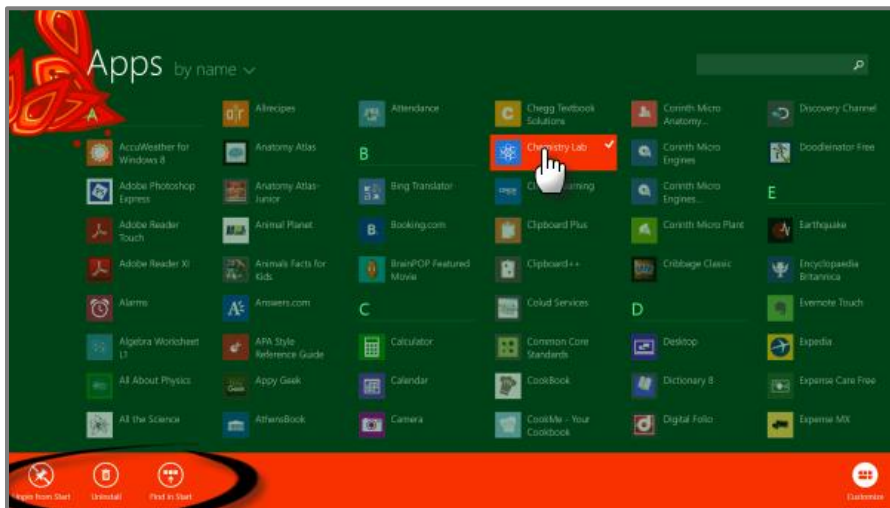 Apps by name
A
AccuWeather for
Windows 8
Adobe Photoshop
Express
Adobe Reader
Touch
Adobe Reader XI
Alarms
Algebra Worksheet
L1
All About Physics
All the Science
Allrecipes
Anatomy Atlas
Anatomy Atlas-
Junior
Animal Planet
Animals Facts for
Kids
Answers.com
APA Style
Reference Guide
Appy Geek
AthensBook
Attendance
B
Bing Translator
Booking.com
BrainPOP Featured
Movie
C
Calculator
Calendar
Camera
Chegg Textbook
Solutions
Chemistry Lab
Clipboard Plus
Clipboard++
Colud Services
Common Core
Standards
CookBook
CookMe - Your
Cookbook
Corinth Micro
Anatomy...
Corinth Micro
Engines
Corinth Micro
Engines...
Corinth Micro Plant
Cribbage Classic
D
Desktop
Dictionary 8
Digital Folio
Discovery Channel
Doodleinator Free
E
Earthquake
Encyclopaedia
Britannica
Evernote Touch
Expedia
Expense Care Free
Expense MX
Unpin from Start
Uninstall
Find in Start
Customize